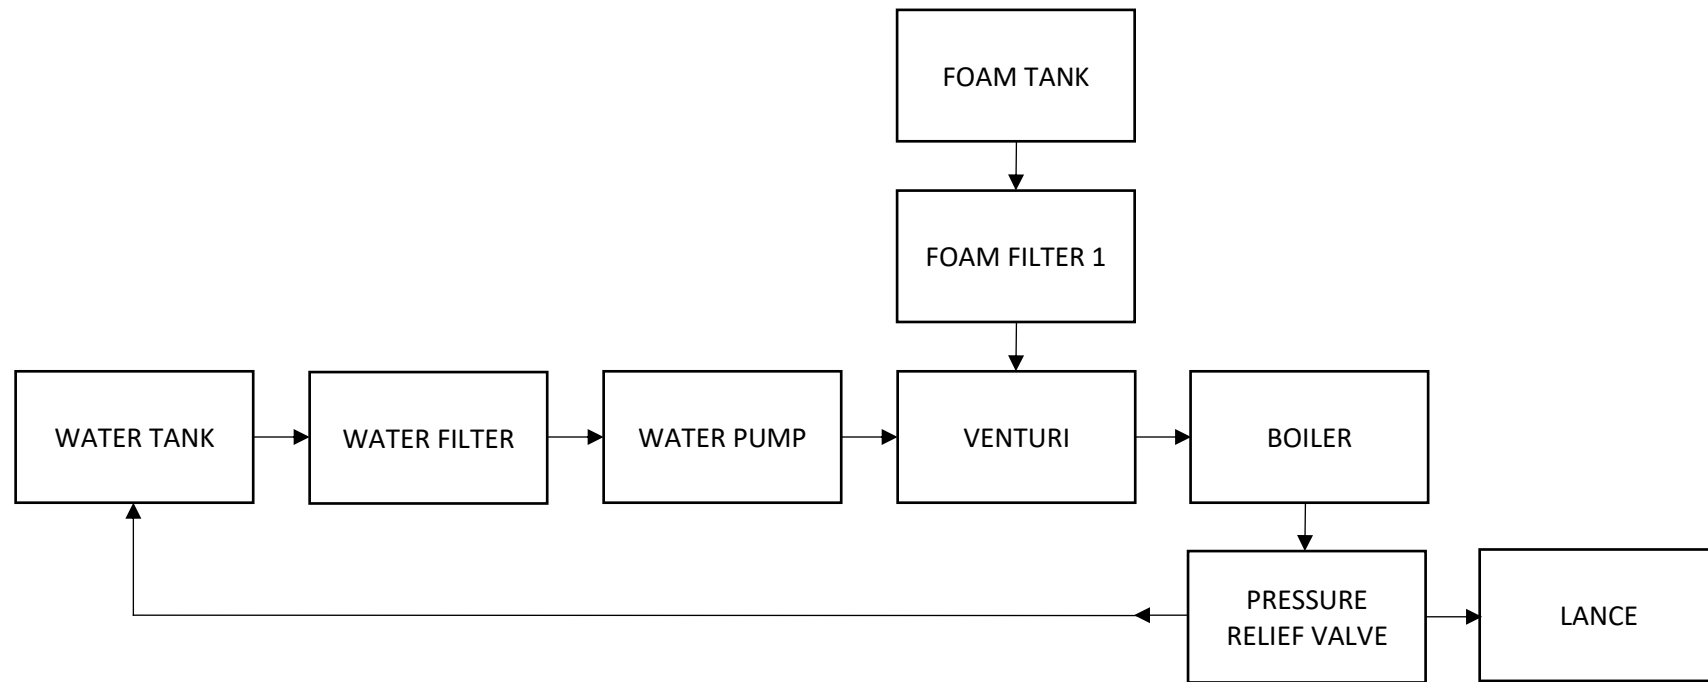 FOAM TANK
FOAM FILTER 1
WATER TANK
WATER FILTER
WATER PUMP
VENTURI
BOILER
PRESSURE
RELIEF VALVE
LANCE